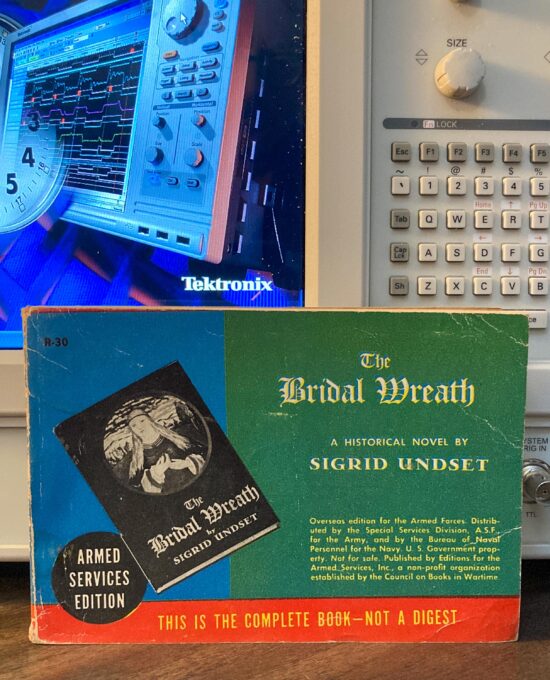 3
4
5
Tektronix
SIZE
Fn LOCK
Esc F1 F2 F3 F4 F5
~ ! @ # $ %
` 1 2 3 4 5
Home ↑ Pg Up
Tab Q W E R T
← →
Cap Lck A S D F G
End ↓ Pg Dn
Sh Z X C V B
R-30
The
Bridal Wreath
A HISTORICAL NOVEL BY
SIGRID UNDSET
The
Bridal Wreath
by
SIGRID UNDSET
Overseas edition for the Armed Forces. Distrib-
uted by the Special Services Division, A.S.F.,
for the Army, and by the Bureau of Naval
Personnel for the Navy. U. S. Government prop-
erty. Not for sale. Published by Editions for the
Armed Services, Inc., a non-profit organization
established by the Council on Books in Wartime.
ARMED
SERVICES
EDITION
THIS IS THE COMPLETE BOOK—NOT A DIGEST
TTL